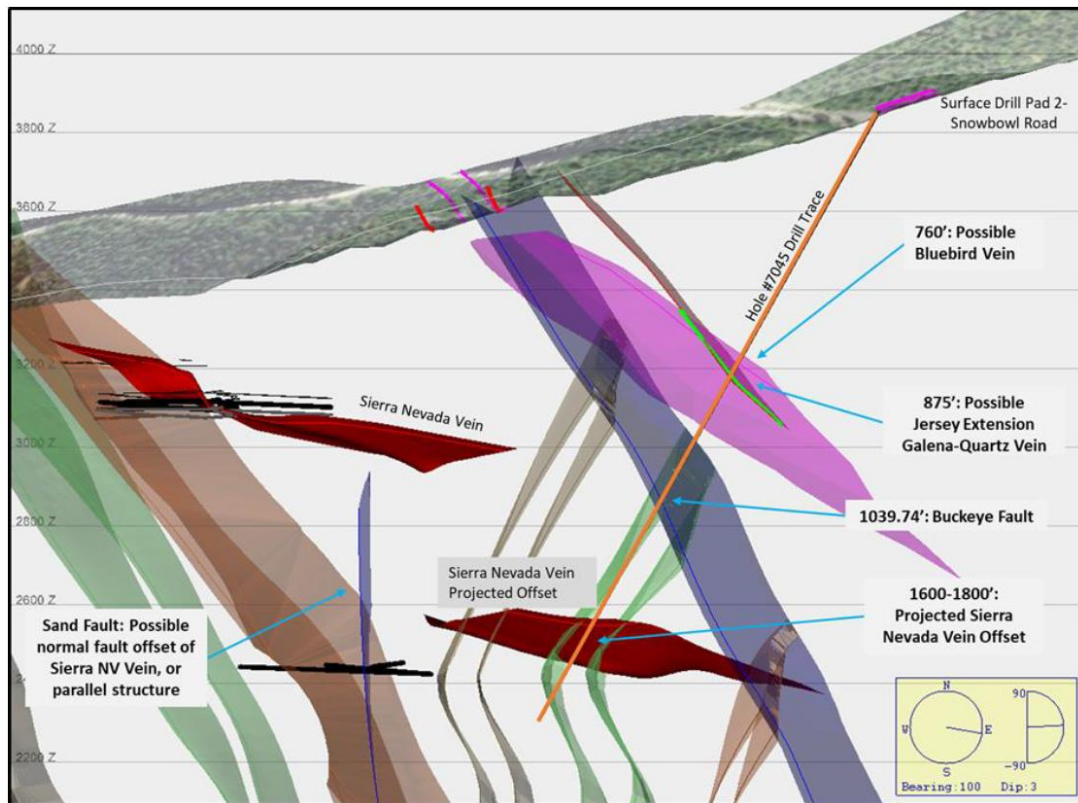 4000 Z
3800 Z
3600 Z
3200 Z
3000 Z
2800 Z
2600 Z
2400 Z
2200 Z
Surface Drill Pad 2-
Snowbowl Road
Hole #7045 Drill Trace
760’: Possible
Bluebird Vein
875’: Possible
Jersey Extension
Galena-Quartz Vein
Sierra Nevada Vein
1039.74’: Buckeye Fault
Sierra Nevada Vein
Projected Offset
1600-1800’:
Projected Sierra
Nevada Vein Offset
Sand Fault: Possible
normal fault offset of
Sierra NV Vein, or
parallel structure
N
W
E
S
90
-90
Bearing:100 Dip:3